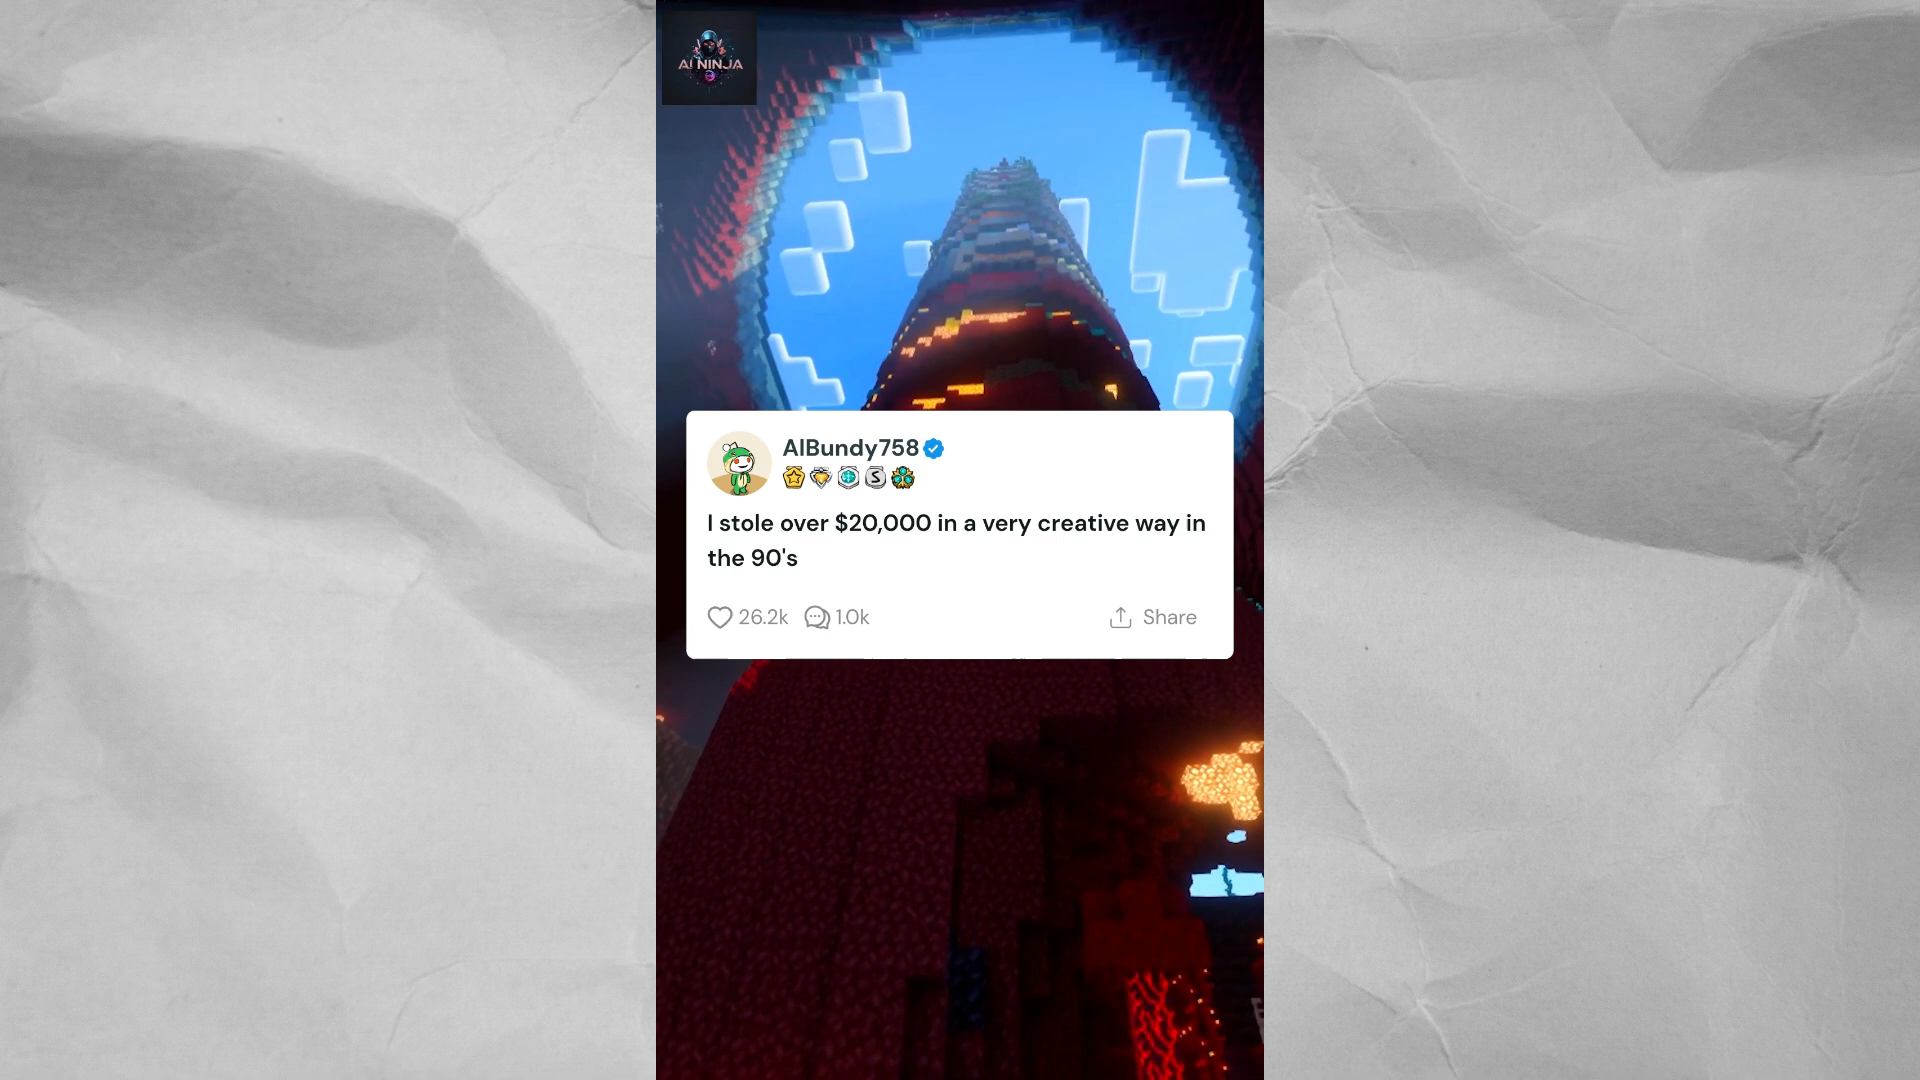 AI NINJA
AlBundy758
I stole over $20,000 in a very creative way in
the 90's
26.2k 1.0k Share